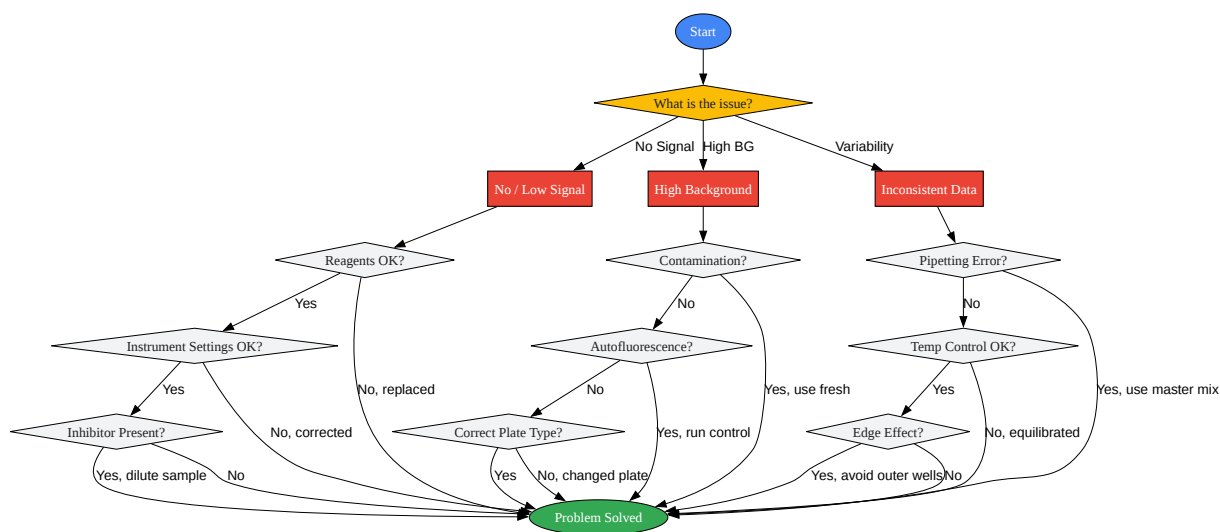 Start
What is the issue?
No Signal
High BG
Variability
No / Low Signal
High Background
Inconsistent Data
Reagents OK?
Contamination?
Pipetting Error?
Yes
No
No
Instrument Settings OK?
Autofluorescence?
Temp Control OK?
Yes
No, replaced
No
Yes, use fresh
Yes
Yes, use master mix
Inhibitor Present?
No, corrected
Correct Plate Type?
Yes, run control
Edge Effect?
No, equilibrated
Yes, dilute sample
No
Yes
No, changed plate
Yes, avoid outer wells
No
Problem Solved